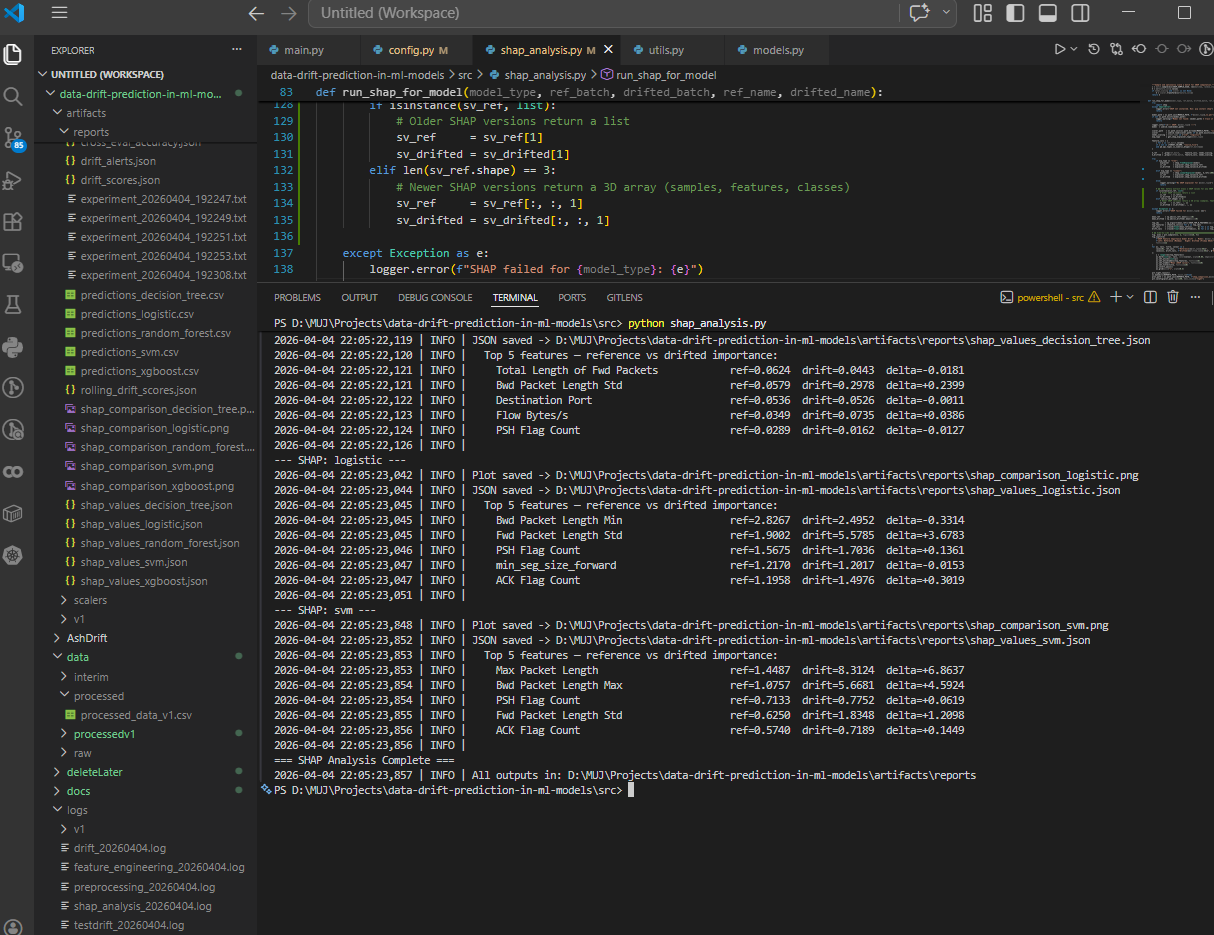 Untitled (Workspace)
EXPLORER
UNTITLED (WORKSPACE)
data-drift-prediction-in-ml-mo...
artifacts
reports
cross_eval_accuracy.json
drift_alerts.json
drift_scores.json
experiment_20260404_192247.txt
experiment_20260404_192249.txt
experiment_20260404_192251.txt
experiment_20260404_192253.txt
experiment_20260404_192308.txt
predictions_decision_tree.csv
predictions_logistic.csv
predictions_random_forest.csv
predictions_svm.csv
predictions_xgboost.csv
rolling_drift_scores.json
shap_comparison_decision_tree.p...
shap_comparison_logistic.png
shap_comparison_random_forest....
shap_comparison_svm.png
shap_comparison_xgboost.png
shap_values_decision_tree.json
shap_values_logistic.json
shap_values_random_forest.json
shap_values_svm.json
shap_values_xgboost.json
scalers
v1
AshDrift
data
interim
processed
processed_data_v1.csv
processedv1
raw
deleteLater
docs
logs
v1
drift_20260404.log
feature_engineering_20260404.log
preprocessing_20260404.log
shap_analysis_20260404.log
testdrift_20260404.log
85
main.py
config.py M
shap_analysis.py M
utils.py
models.py
data-drift-prediction-in-ml-models > src > shap_analysis.py > run_shap_for_model
83 def run_shap_for_model(model_type, ref_batch, drifted_batch, ref_name, drifted_name):
128 if isinstance(sv_ref, list):
129 # Older SHAP versions return a list
130 sv_ref = sv_ref[1]
131 sv_drifted = sv_drifted[1]
132 elif len(sv_ref.shape) == 3:
133 # Newer SHAP versions return a 3D array (samples, features, classes)
134 sv_ref = sv_ref[:, :, 1]
135 sv_drifted = sv_drifted[:, :, 1]
136
137 except Exception as e:
138 logger.error(f"SHAP failed for {model_type}: {e}")
PROBLEMS OUTPUT DEBUG CONSOLE TERMINAL PORTS GITLENS
powershell - src
PS D:\MUJ\Projects\data-drift-prediction-in-ml-models\src> python shap_analysis.py
2026-04-04 22:05:22,119 | INFO | JSON saved -> D:\MUJ\Projects\data-drift-prediction-in-ml-models\artifacts\reports\shap_values_decision_tree.json
2026-04-04 22:05:22,120 | INFO | Top 5 features — reference vs drifted importance:
2026-04-04 22:05:22,121 | INFO | Total Length of Fwd Packets ref=0.0624 drift=0.0443 delta=-0.0181
2026-04-04 22:05:22,121 | INFO | Bwd Packet Length Std ref=0.0579 drift=0.2978 delta=+0.2399
2026-04-04 22:05:22,122 | INFO | Destination Port ref=0.0536 drift=0.0526 delta=-0.0011
2026-04-04 22:05:22,123 | INFO | Flow Bytes/s ref=0.0349 drift=0.0735 delta=+0.0386
2026-04-04 22:05:22,124 | INFO | PSH Flag Count ref=0.0289 drift=0.0162 delta=-0.0127
2026-04-04 22:05:22,126 | INFO |
--- SHAP: logistic ---
2026-04-04 22:05:23,042 | INFO | Plot saved -> D:\MUJ\Projects\data-drift-prediction-in-ml-models\artifacts\reports\shap_comparison_logistic.png
2026-04-04 22:05:23,044 | INFO | JSON saved -> D:\MUJ\Projects\data-drift-prediction-in-ml-models\artifacts\reports\shap_values_logistic.json
2026-04-04 22:05:23,045 | INFO | Top 5 features — reference vs drifted importance:
2026-04-04 22:05:23,045 | INFO | Bwd Packet Length Min ref=2.8267 drift=2.4952 delta=-0.3314
2026-04-04 22:05:23,045 | INFO | Fwd Packet Length Std ref=1.9002 drift=5.5785 delta=+3.6783
2026-04-04 22:05:23,046 | INFO | PSH Flag Count ref=1.5675 drift=1.7036 delta=+0.1361
2026-04-04 22:05:23,047 | INFO | min_seg_size_forward ref=1.2170 drift=1.2017 delta=-0.0153
2026-04-04 22:05:23,047 | INFO | ACK Flag Count ref=1.1958 drift=1.4976 delta=+0.3019
2026-04-04 22:05:23,051 | INFO |
--- SHAP: svm ---
2026-04-04 22:05:23,848 | INFO | Plot saved -> D:\MUJ\Projects\data-drift-prediction-in-ml-models\artifacts\reports\shap_comparison_svm.png
2026-04-04 22:05:23,852 | INFO | JSON saved -> D:\MUJ\Projects\data-drift-prediction-in-ml-models\artifacts\reports\shap_values_svm.json
2026-04-04 22:05:23,853 | INFO | Top 5 features — reference vs drifted importance:
2026-04-04 22:05:23,853 | INFO | Max Packet Length ref=1.4487 drift=8.3124 delta=+6.8637
2026-04-04 22:05:23,854 | INFO | Bwd Packet Length Max ref=1.0757 drift=5.6681 delta=+4.5924
2026-04-04 22:05:23,854 | INFO | PSH Flag Count ref=0.7133 drift=0.7752 delta=+0.0619
2026-04-04 22:05:23,855 | INFO | Fwd Packet Length Std ref=0.6250 drift=1.8348 delta=+1.2098
2026-04-04 22:05:23,856 | INFO | ACK Flag Count ref=0.5740 drift=0.7189 delta=+0.1449
2026-04-04 22:05:23,856 | INFO |
=== SHAP Analysis Complete ===
2026-04-04 22:05:23,857 | INFO | All outputs in: D:\MUJ\Projects\data-drift-prediction-in-ml-models\artifacts\reports
PS D:\MUJ\Projects\data-drift-prediction-in-ml-models\src>